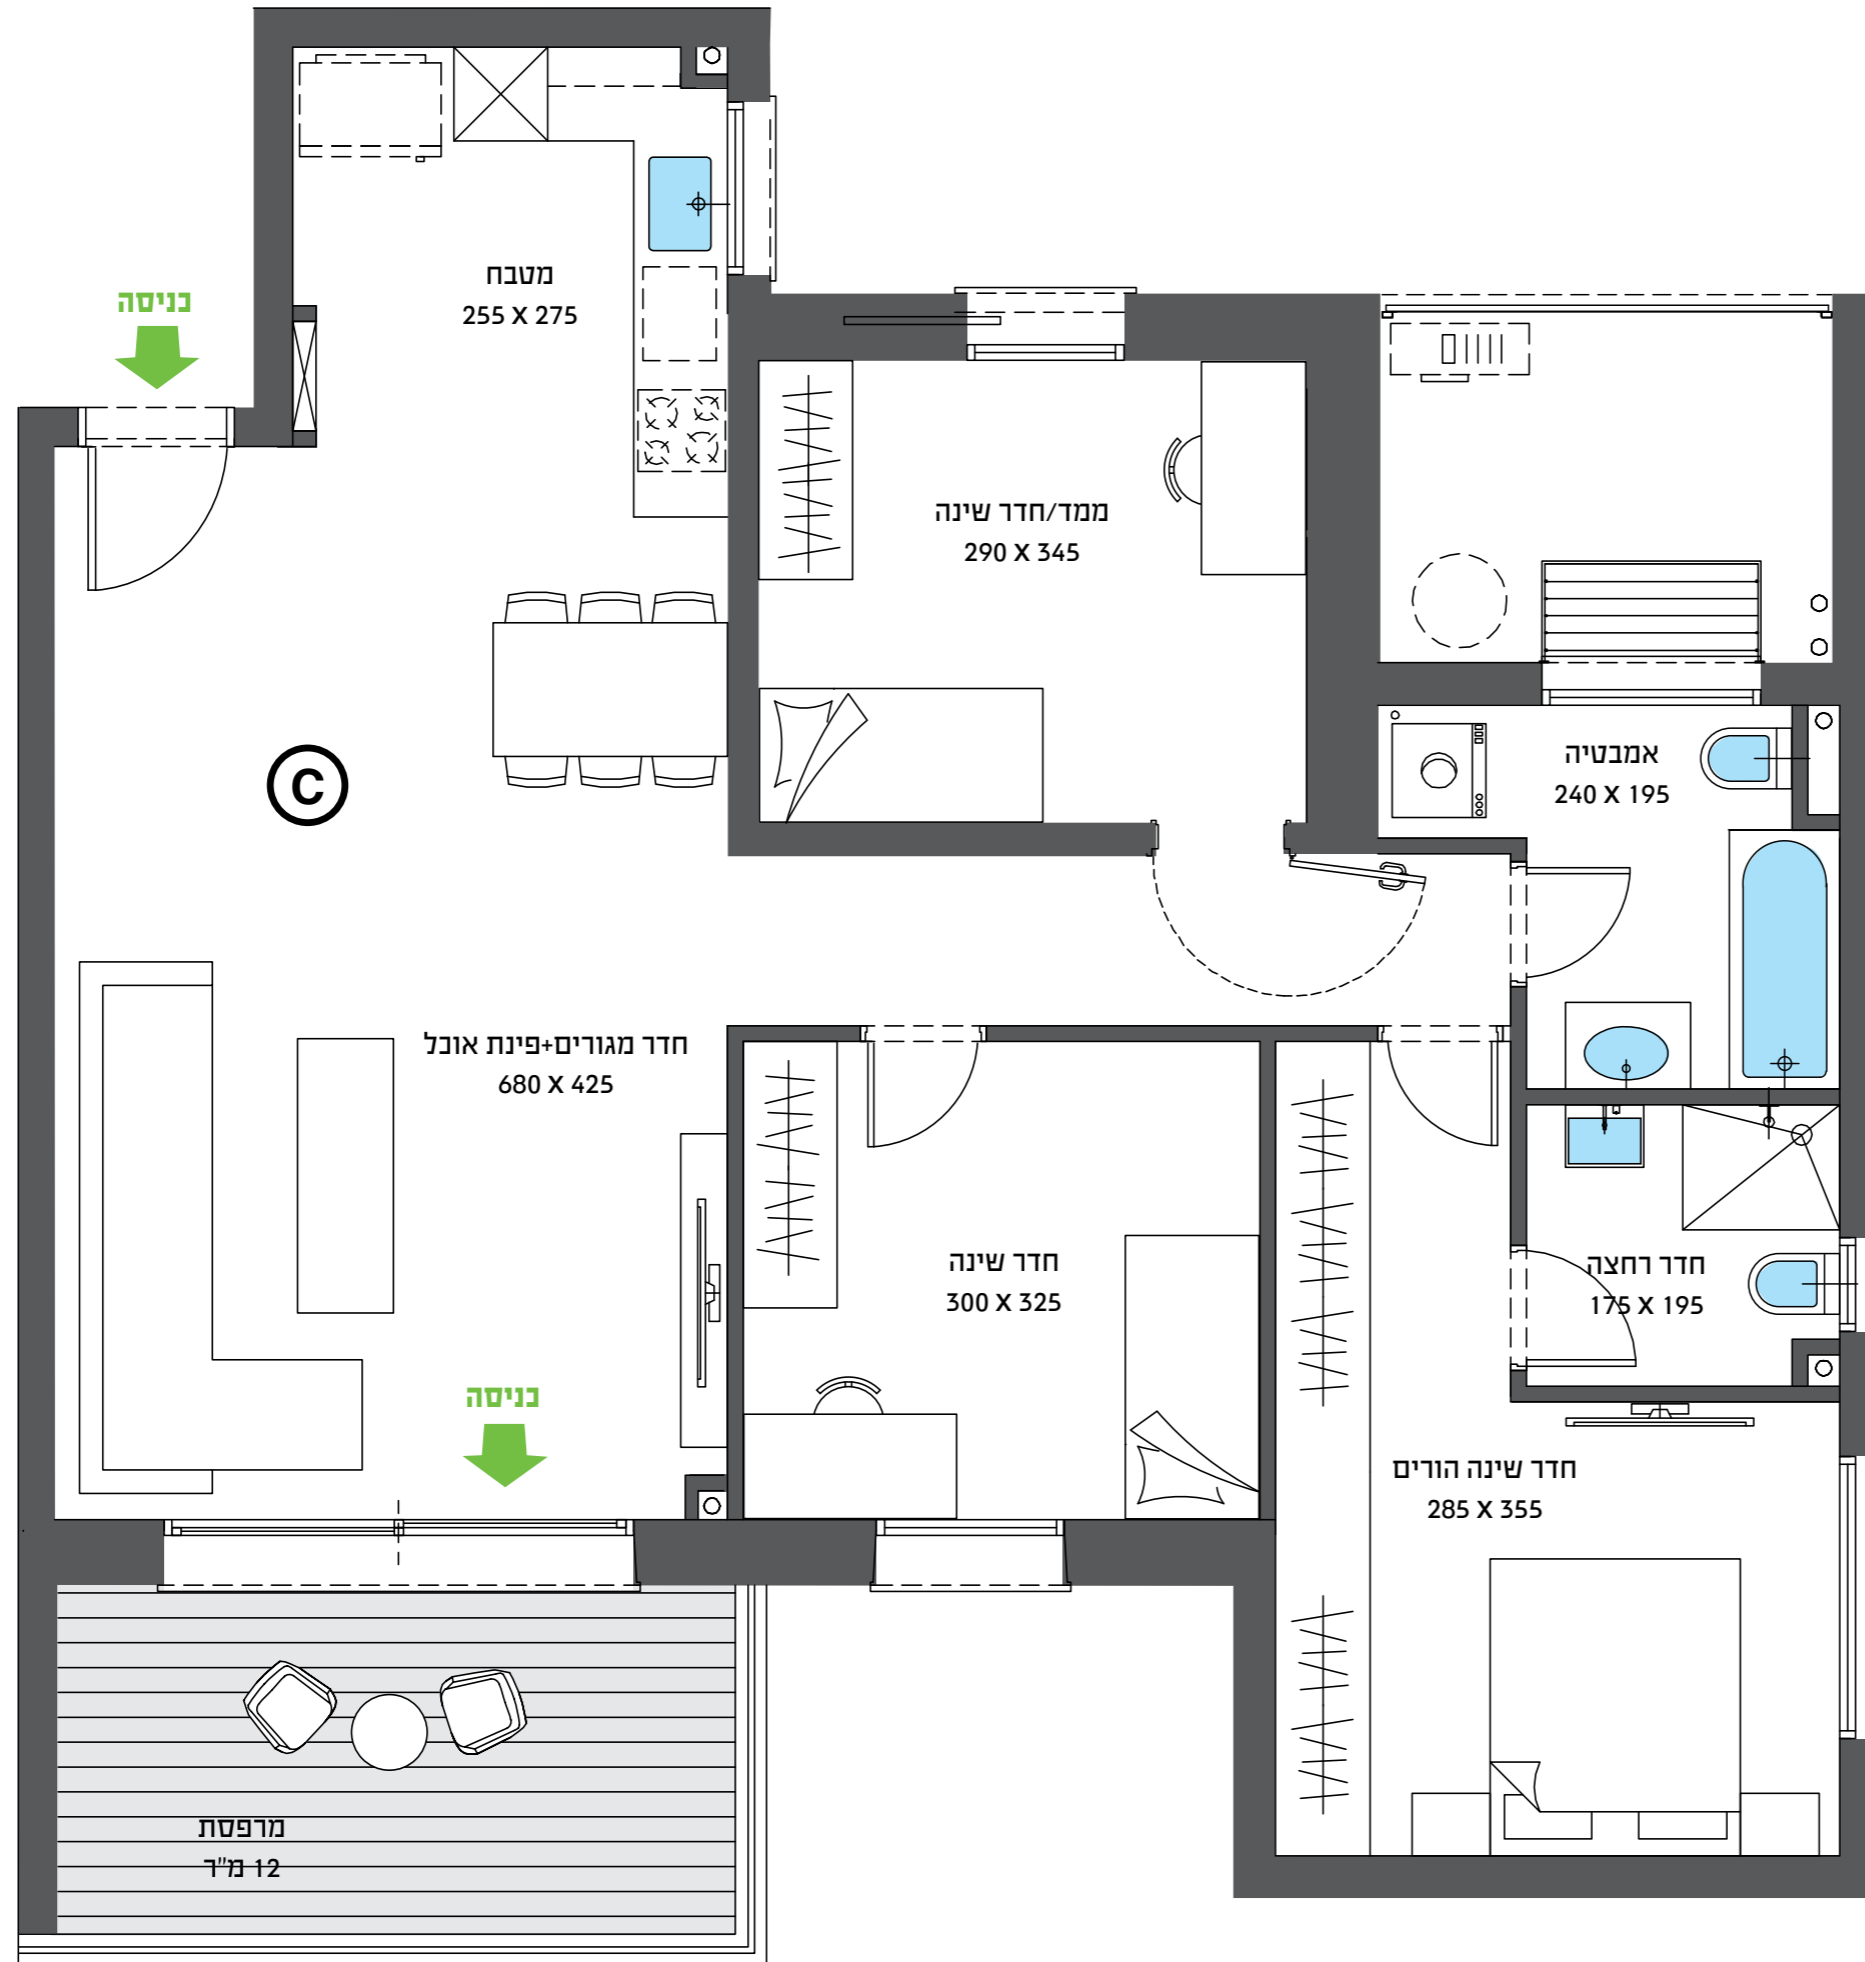 מטבח
255 X 275
כניסה
ממד/חדר שינה
290 X 345
אמבטיה
240 X 195
C
חדר מגורים+פינת אוכל
680 X 425
חדר שינה
300 X 325
חדר רחצה
175 X 195
כניסה
חדר שינה הורים
285 X 355
מרפסת
12 מ"ר